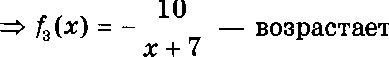 ⇒ f₃(x) = − 10/(x + 7) — возрастает